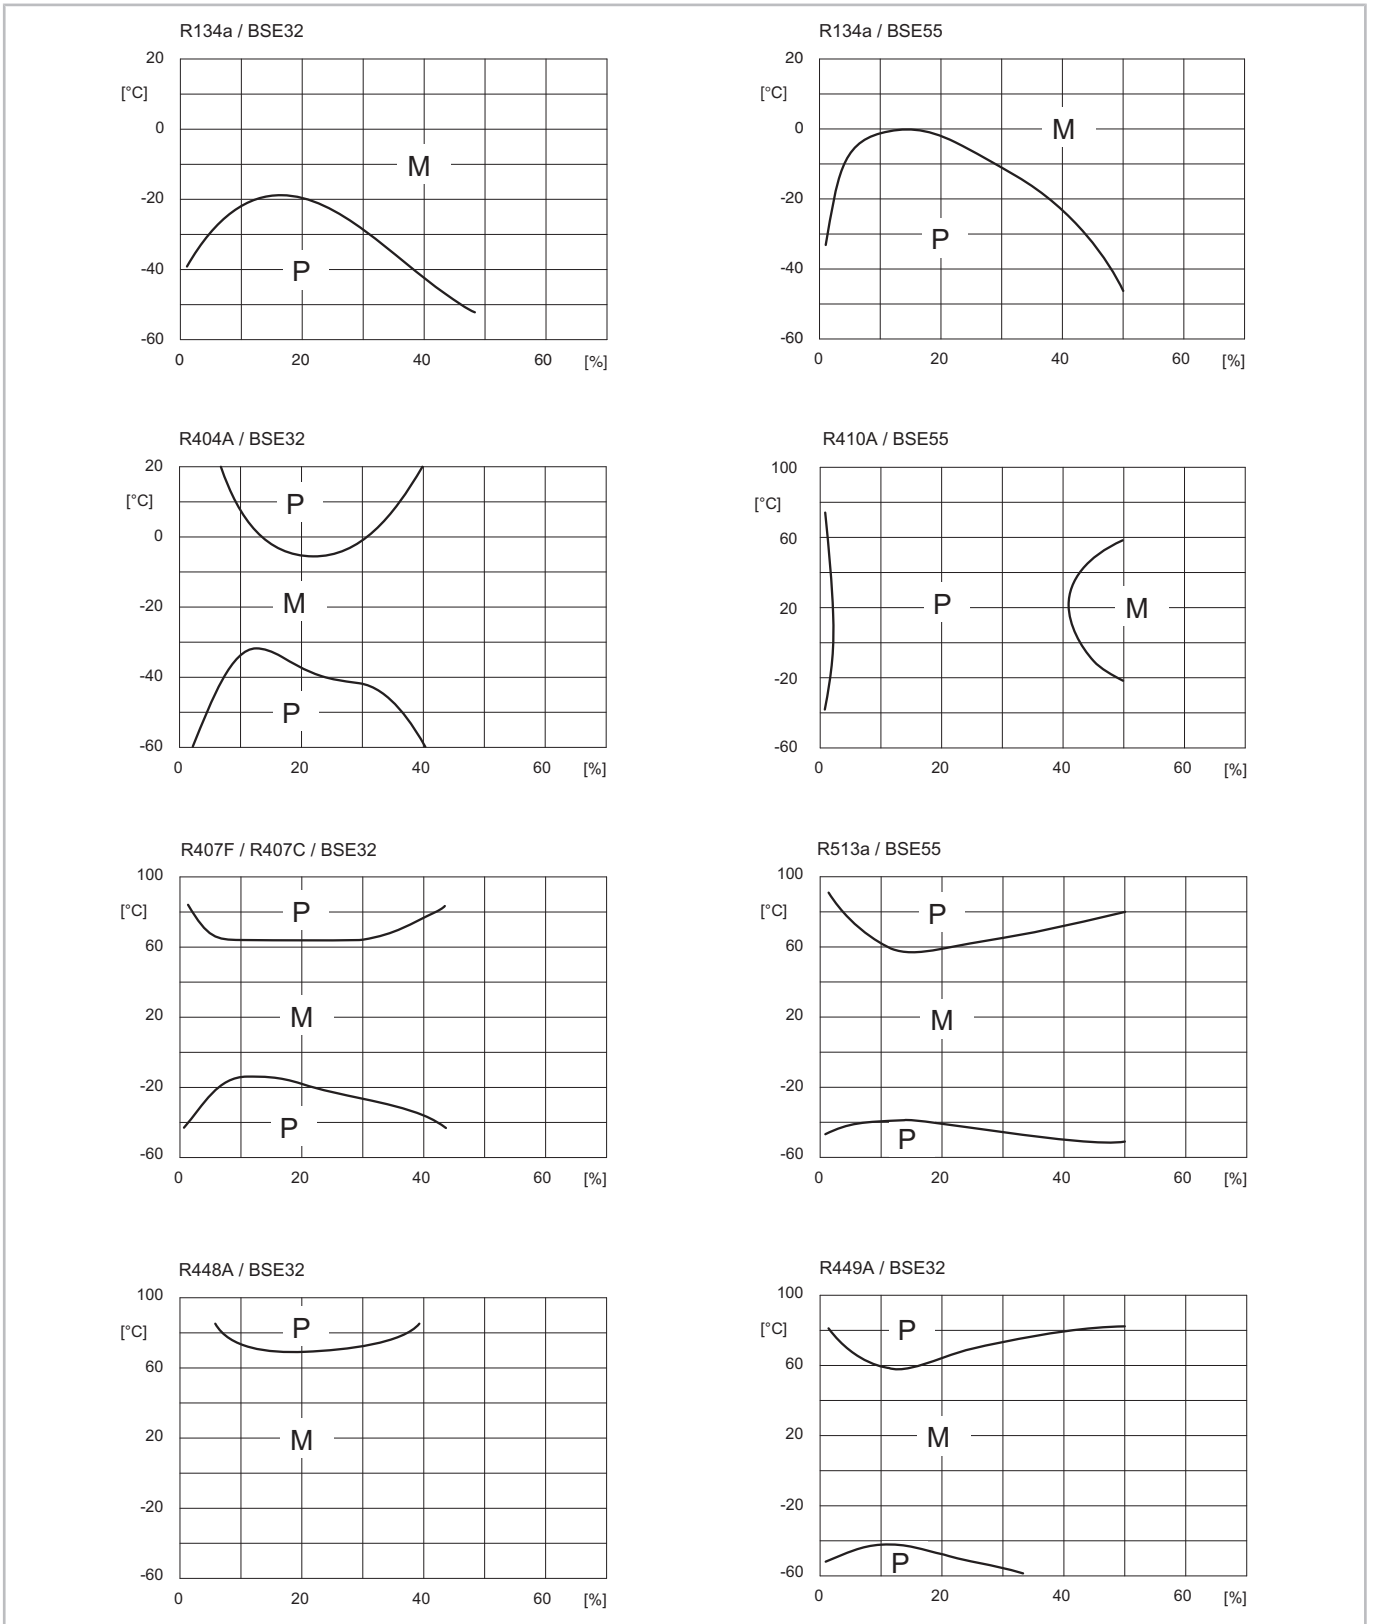 R134a / BSE32
20
[°C]
0
-20
-40
-60
M
P
0 20 40 60 [%]
R134a / BSE55
20
[°C]
0
-20
-40
-60
M
P
0 20 40 60 [%]
R404A / BSE32
20
[°C]
0
-20
-40
-60
P
M
P
0 20 40 60 [%]
R410A / BSE55
100
[°C]
60
20
-20
-60
P
M
0 20 40 60 [%]
R407F / R407C / BSE32
100
[°C]
60
20
-20
-60
P
M
P
0 20 40 60 [%]
R513a / BSE55
100
[°C]
60
20
-20
-60
P
M
P
0 20 40 60 [%]
R448A / BSE32
100
[°C]
60
20
-20
-60
P
M
0 20 40 60 [%]
R449A / BSE32
100
[°C]
60
20
-20
-60
P
M
P
0 20 40 60 [%]